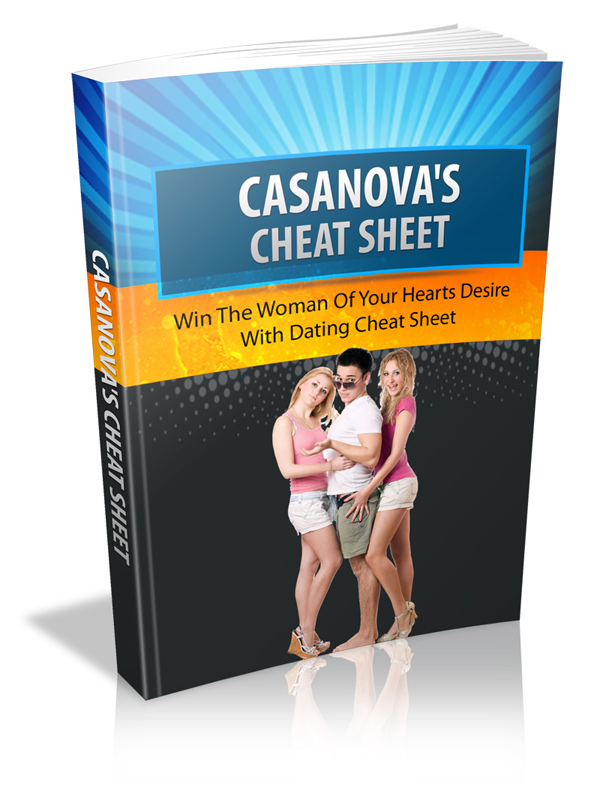 CASANOVA'S
CHEAT SHEET
Win The Woman Of Your Hearts Desire
With Dating Cheat Sheet
CASANOVA'S CHEAT SHEET